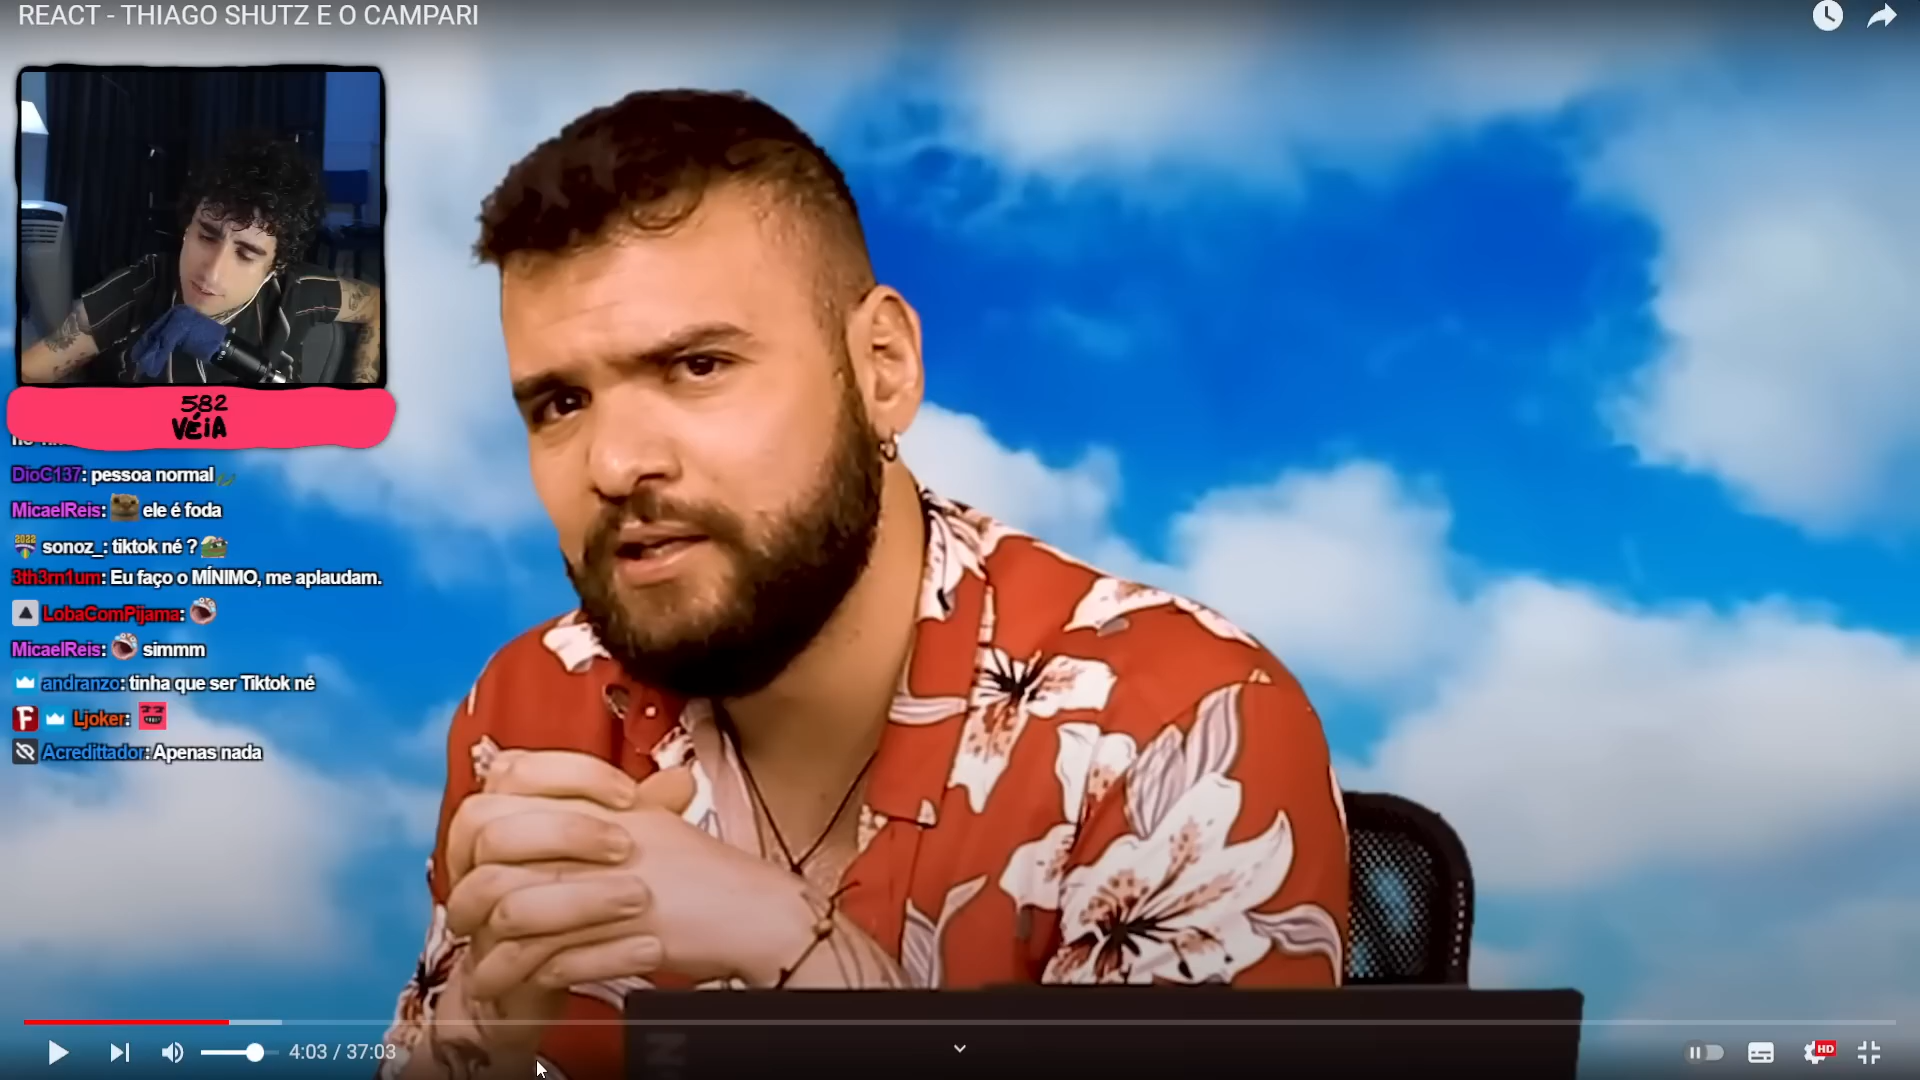 REACT - THIAGO SHUTZ E O CAMPARI
582
VÉIA
DioC137: pessoa normal
MicaelReis: ele é foda
2022 sonoz_: tiktok né ?
3th3rn1um: Eu faço o MÍNIMO, me aplaudam.
LobaComPijama:
MicaelReis: simmm
andranzo: tinha que ser Tiktok né
F Ljoker:
Acredittador: Apenas nada
4:03 / 37:03
HD